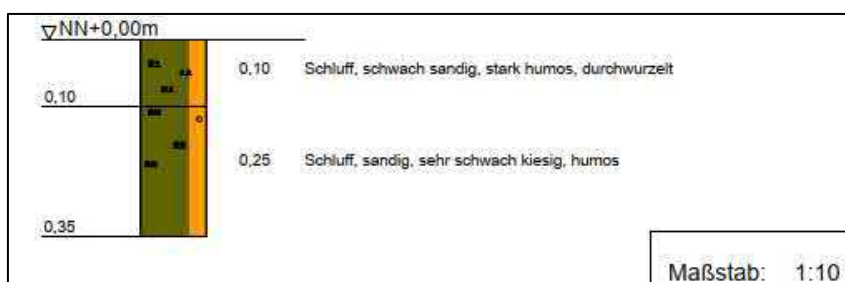 NN+0,00m
0,10 Schluff, schwach sandig, stark humos, durchwurzelt
0,10
0,25 Schluff, sandig, sehr schwach kiesig, humos
0,35
Maßstab: 1:10